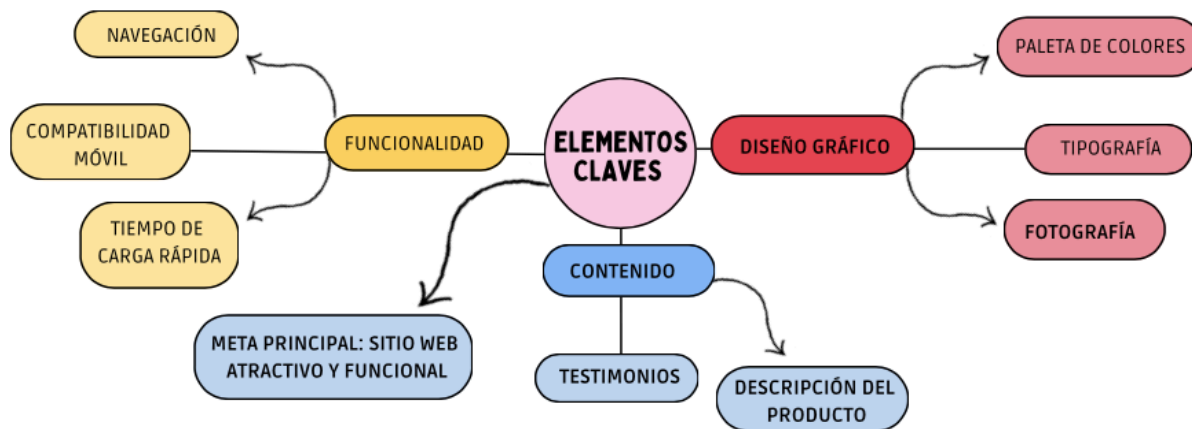 NAVEGACIÓN
COMPATIBILIDAD
MÓVIL
TIEMPO DE
CARGA RÁPIDA
FUNCIONALIDAD
ELEMENTOS
CLAVES
DISEÑO GRÁFICO
PALETA DE COLORES
TIPOGRAFÍA
FOTOGRAFÍA
CONTENIDO
META PRINCIPAL: SITIO WEB
ATRACTIVO Y FUNCIONAL
TESTIMONIOS
DESCRIPCIÓN DEL
PRODUCTO